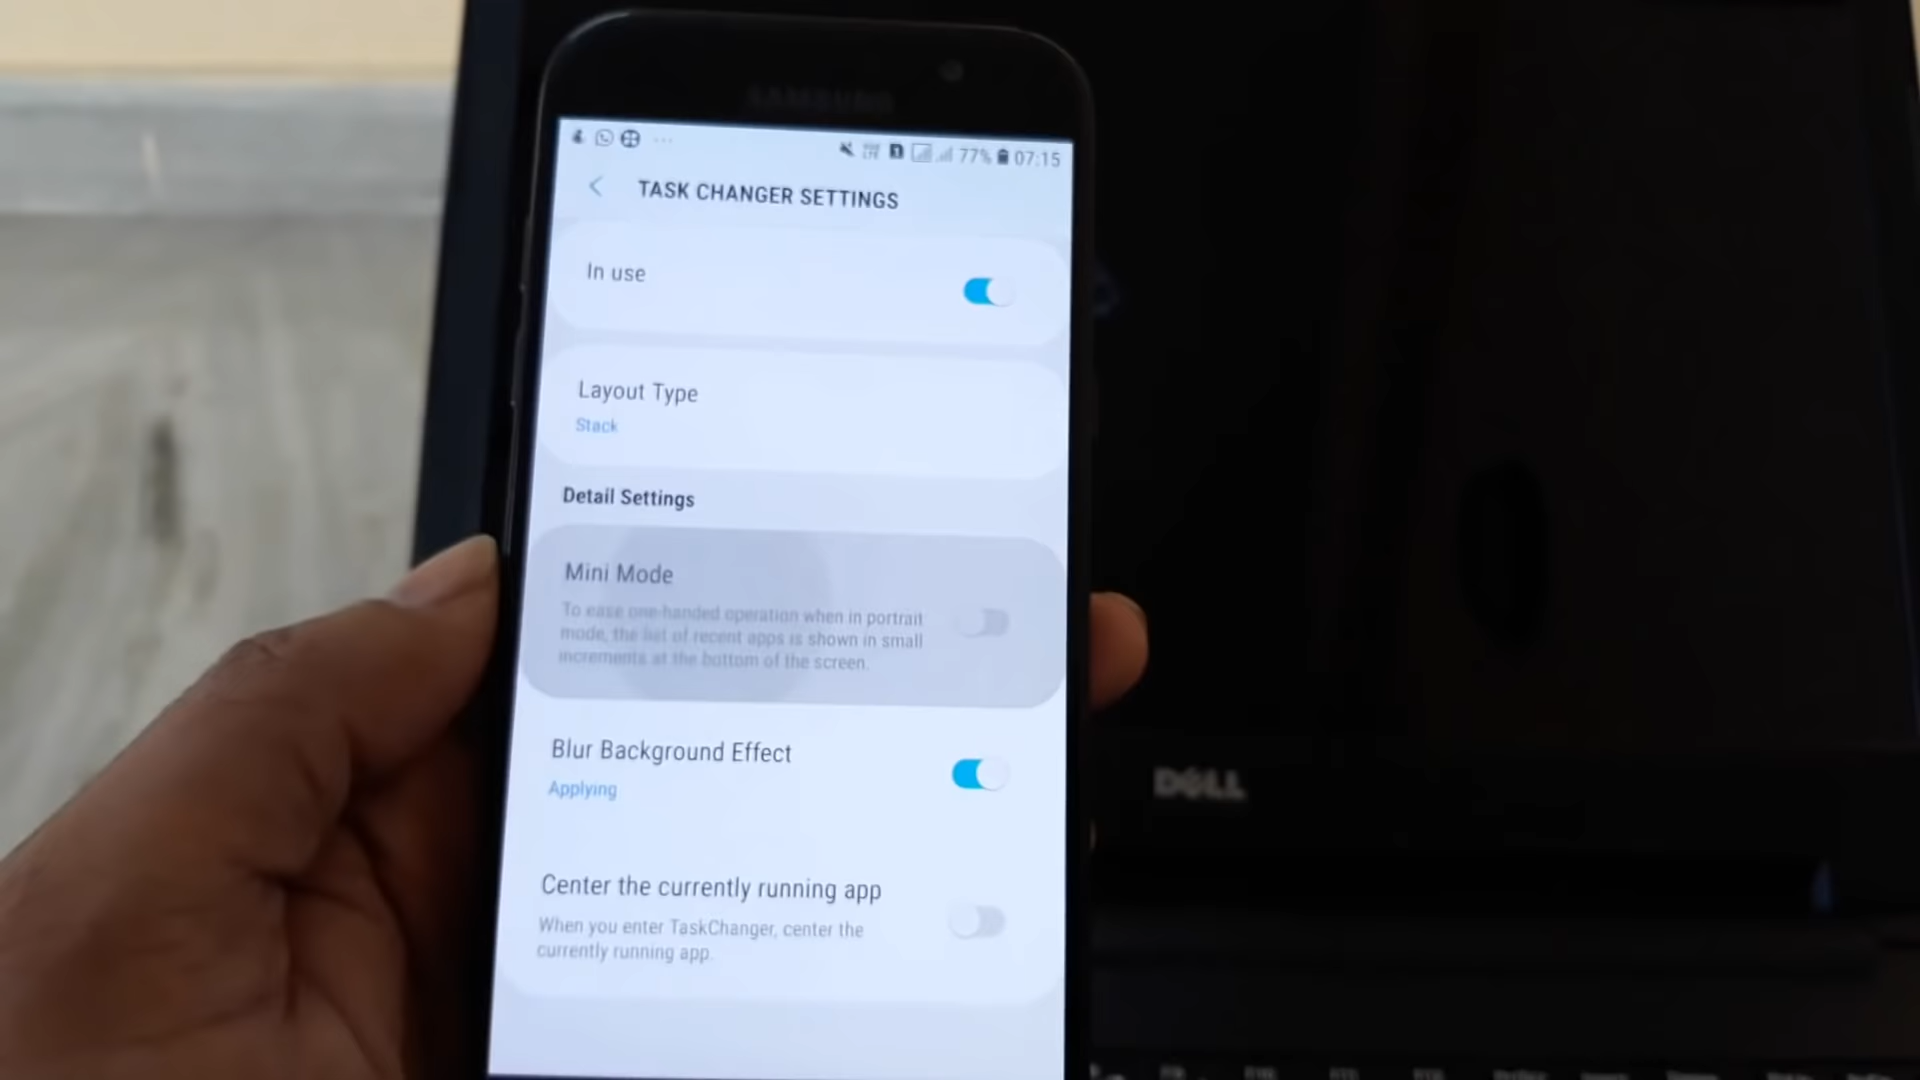 SAMSUNG
77% 07:15
TASK CHANGER SETTINGS
In use
Layout Type
Stack
Detail Settings
Mini Mode
To ease one-handed operation when in portrait
mode, the list of recent apps is shown in small
increments at the bottom of the screen.
Blur Background Effect
Applying
Center the currently running app
When you enter TaskChanger, center the
currently running app.
DELL